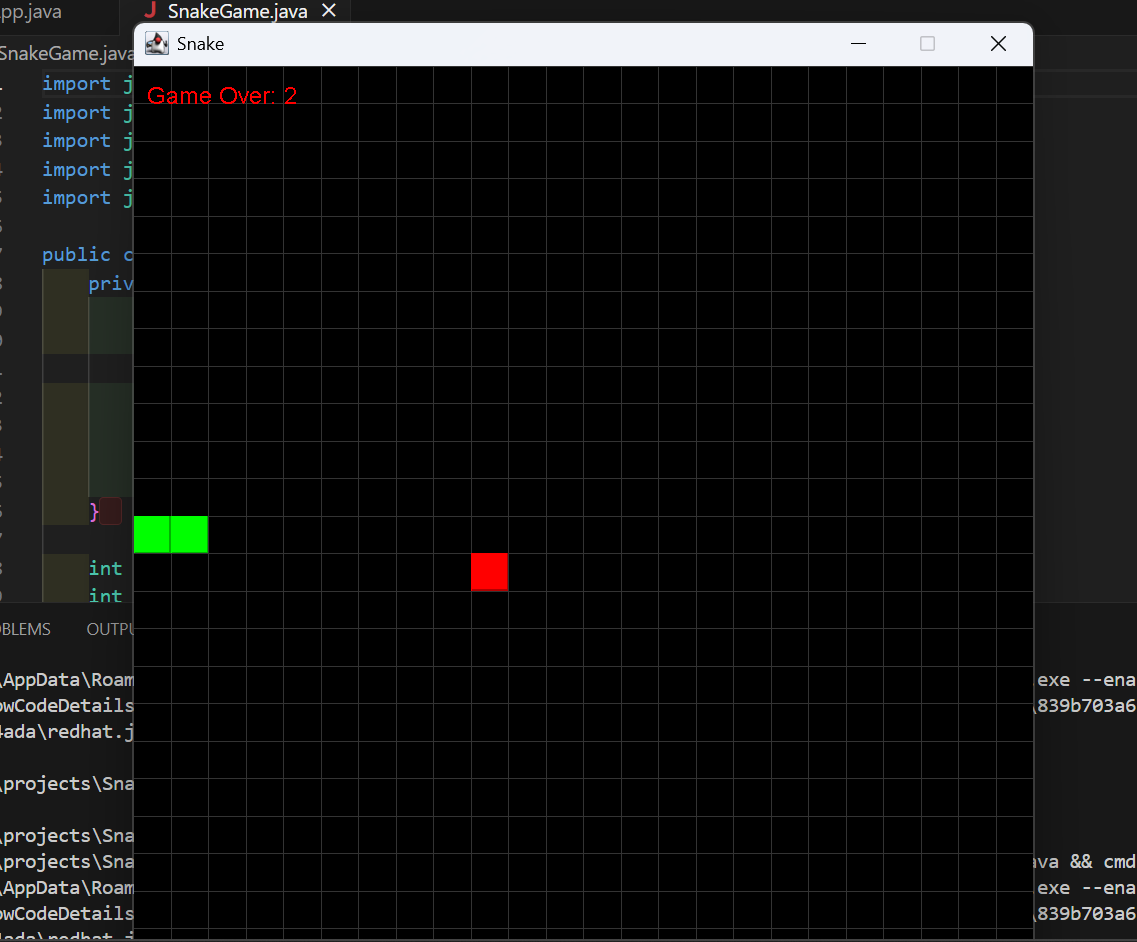 pp.java
SnakeGame.java
SnakeGame.java
Snake
Game Over: 2
import j
import j
import j
import j
import j
public c
priv
}
int
int
OBLEMS
OUTPU
\AppData\Roam
exe --ena
owCodeDetails
\839b703a6
4ada\redhat.j
\projects\Sna
\projects\Sna
\projects\Sna
ava && cmd
\AppData\Roam
exe --ena
owCodeDetails
\839b703a6
4ada\redhat.j